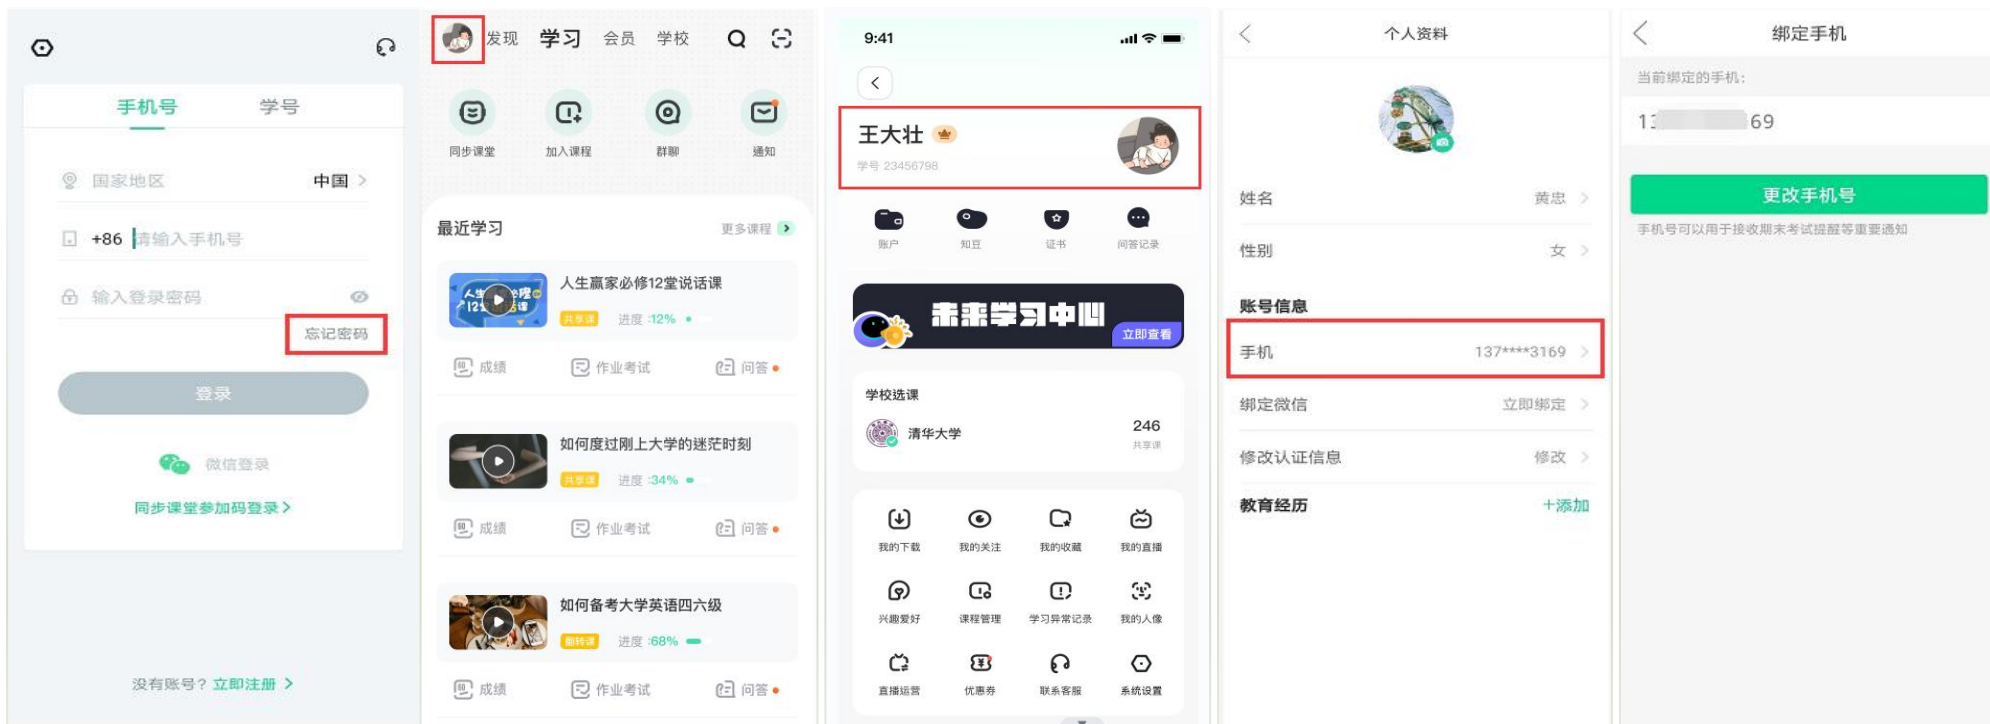 手机号 学号
国家地区 中国
+86 请输入手机号
输入登录密码
忘记密码
登录
微信登录
同步课堂参加码登录
没有账号？立即注册
发现 学习 会员 学校
同步课堂 加入课程 群聊 通知
最近学习 更多课程
人生赢家必修12堂说话课
共享课 进度:12%
成绩 作业考试 问答
如何度过刚上大学的迷茫时刻
共享课 进度:34%
成绩 作业考试 问答
如何备考大学英语四六级
翻转课 进度:68%
成绩 作业考试 问答
9:41
王大壮
学号 23456798
账户 知豆 证书 问答记录
未来学习中心
立即查看
学校选课
清华大学 246
共享课
我的下载 我的关注 我的收藏 我的直播
兴趣爱好 课程管理 学习异常记录 我的人像
直播运营 优惠券 联系客服 系统设置
个人资料
姓名 黄忠
性别 女
账号信息
手机 137****3169
绑定微信 立即绑定
修改认证信息 修改
教育经历 +添加
绑定手机
当前绑定的手机:
13 69
更改手机号
手机号可以用于接收期末考试提醒等重要通知